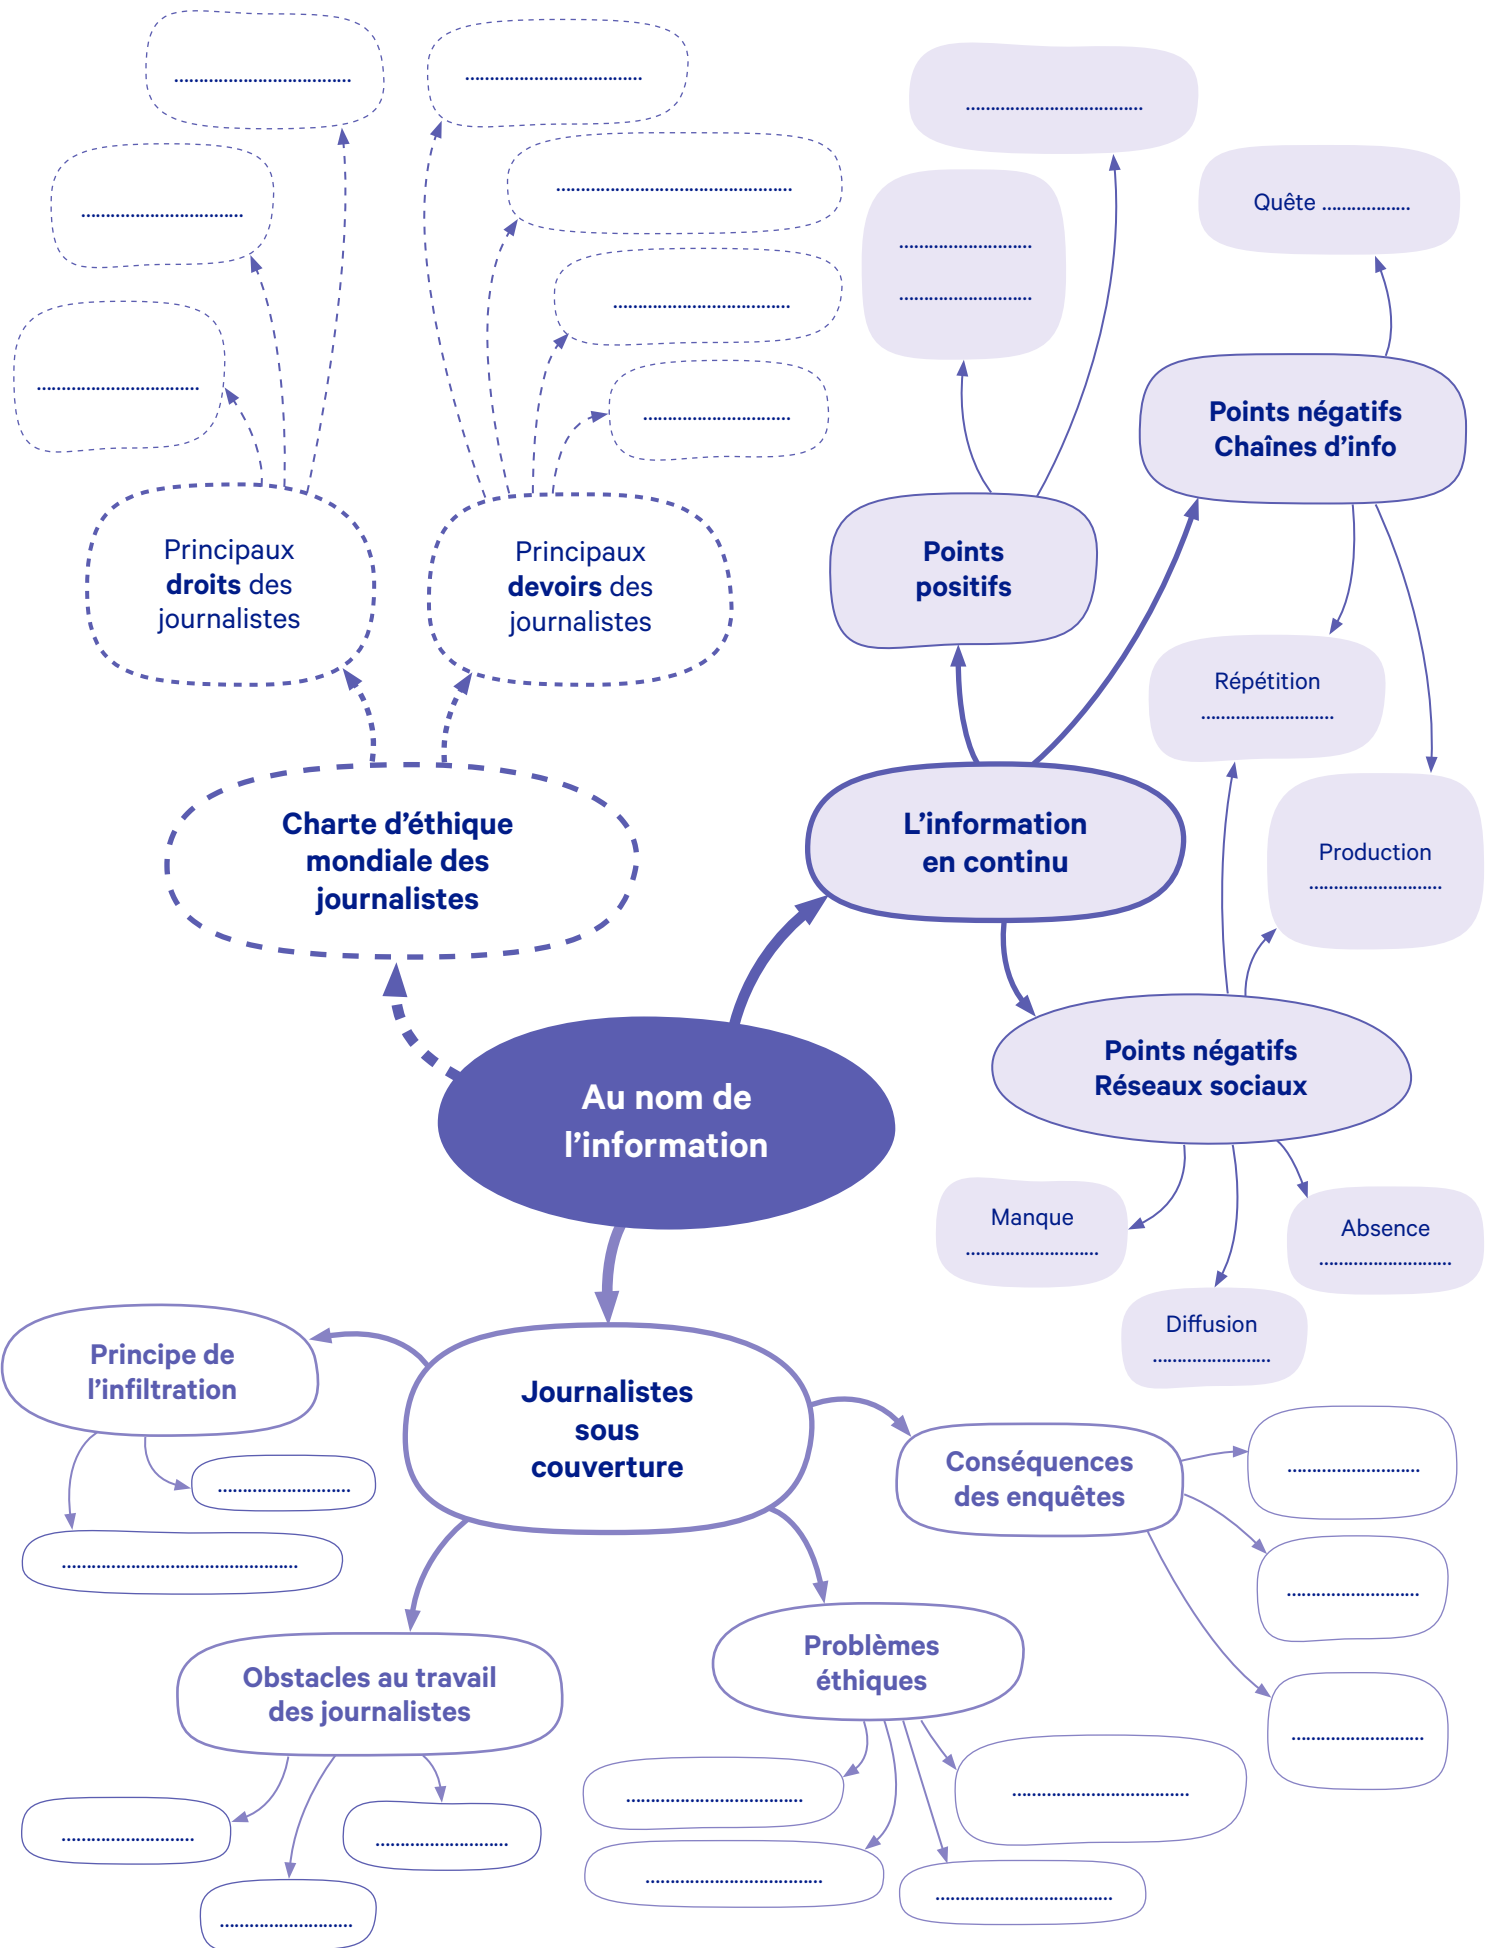 ..................................
..................................
..................................
Quête ..................
...............................
.............................................
..........................
..........................
..................................
...............................
............................
Points négatifs
Chaînes d’info
Principaux
droits des
journalistes
Principaux
devoirs des
journalistes
Points
positifs
Répétition
..........................
Charte d’éthique
mondiale des
journalistes
L’information
en continu
Production
..........................
Points négatifs
Réseaux sociaux
Au nom de
l’information
Manque
..........................
Absence
..........................
Diffusion
.......................
Principe de
l’infiltration
Journalistes
sous
couverture
Conséquences
des enquêtes
..........................
..........................
.............................................
..........................
Obstacles au travail
des journalistes
Problèmes
éthiques
..........................
..................................
..................................
..........................
..........................
..................................
..................................
..........................